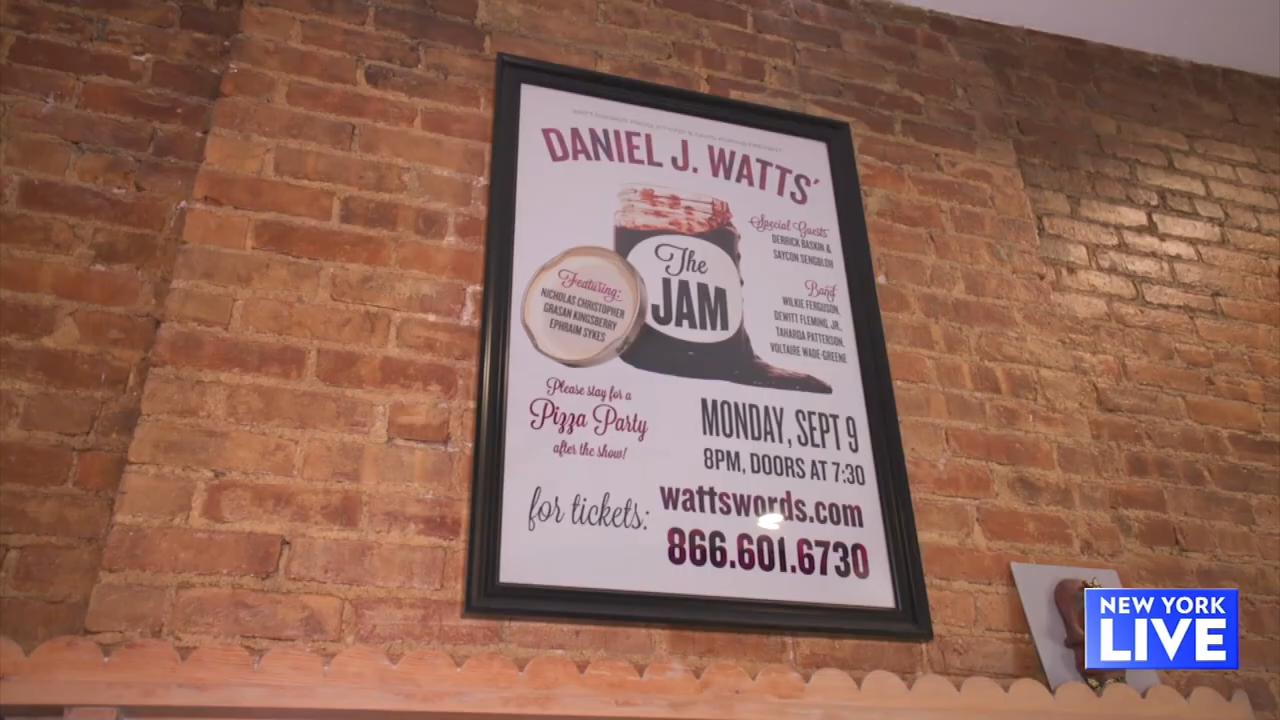 DANIEL J. WATTS'
The
JAM
Featuring:
NICHOLAS CHRISTOPHER
GRASAN KINGSBERRY
EPHRAIM SYKES
Special Guests
DERRICK BASKIN &
SAYCON SENGBLOH
Band
WILKIE FERGUSON,
DEWITT FLEMING, JR.,
TAHARQA PATTERSON,
VOLTAIRE WADE-GREENE
Please stay for a
Pizza Party
after the show!
MONDAY, SEPT 9
8PM, DOORS AT 7:30
for tickets:
wattswords.com
866.601.6730
NEW YORK
LIVE